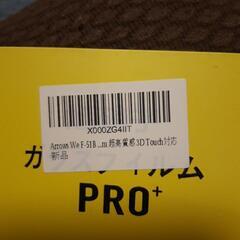 X000ZG4IIT
Arrows We F-51B ...m 超高質感 3D Touch対応
新品
ガラスフィルム
PRO+